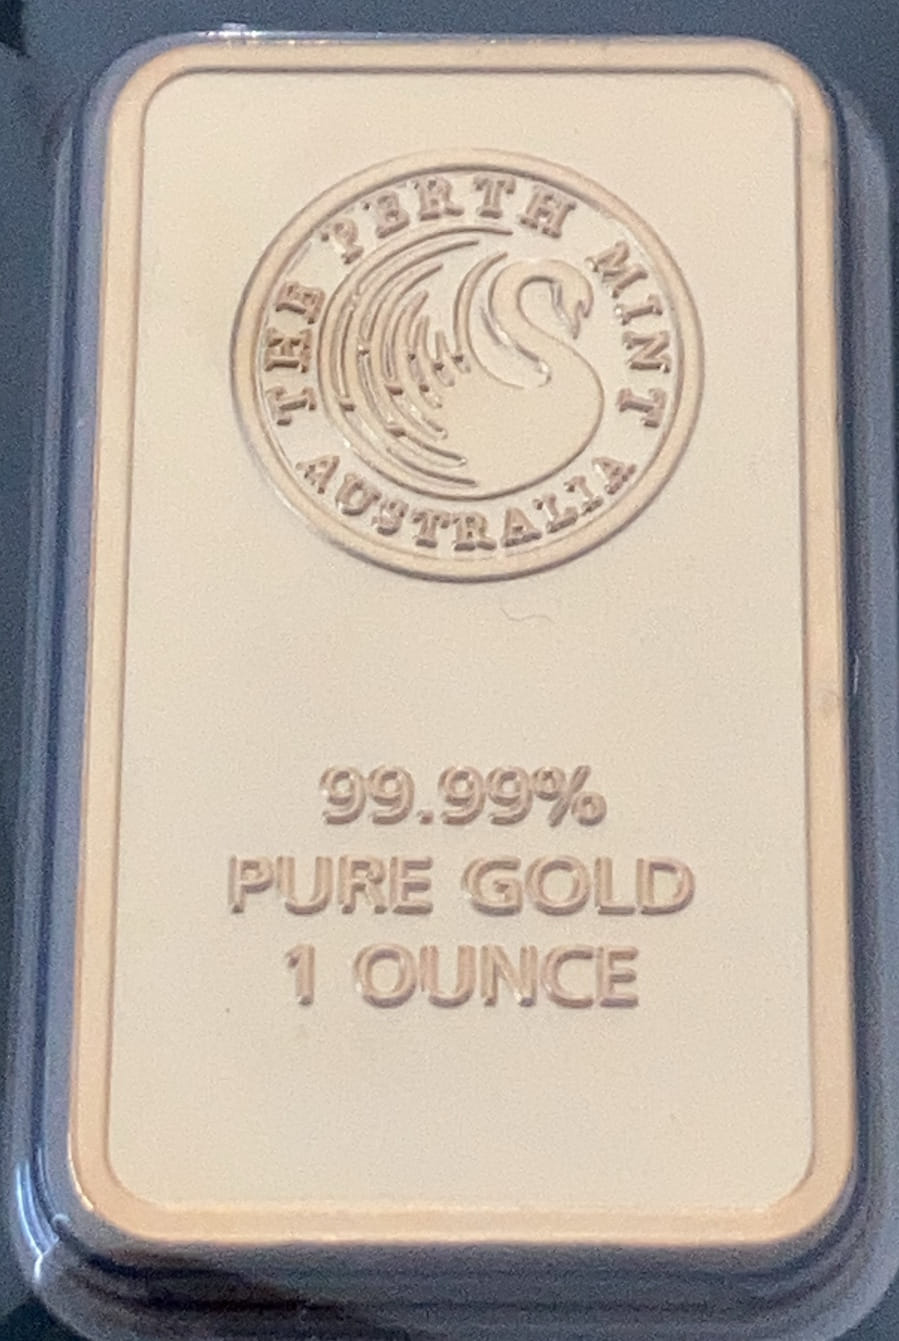 THE PERTH MINT
AUSTRALIA
99.99%
PURE GOLD
1 OUNCE